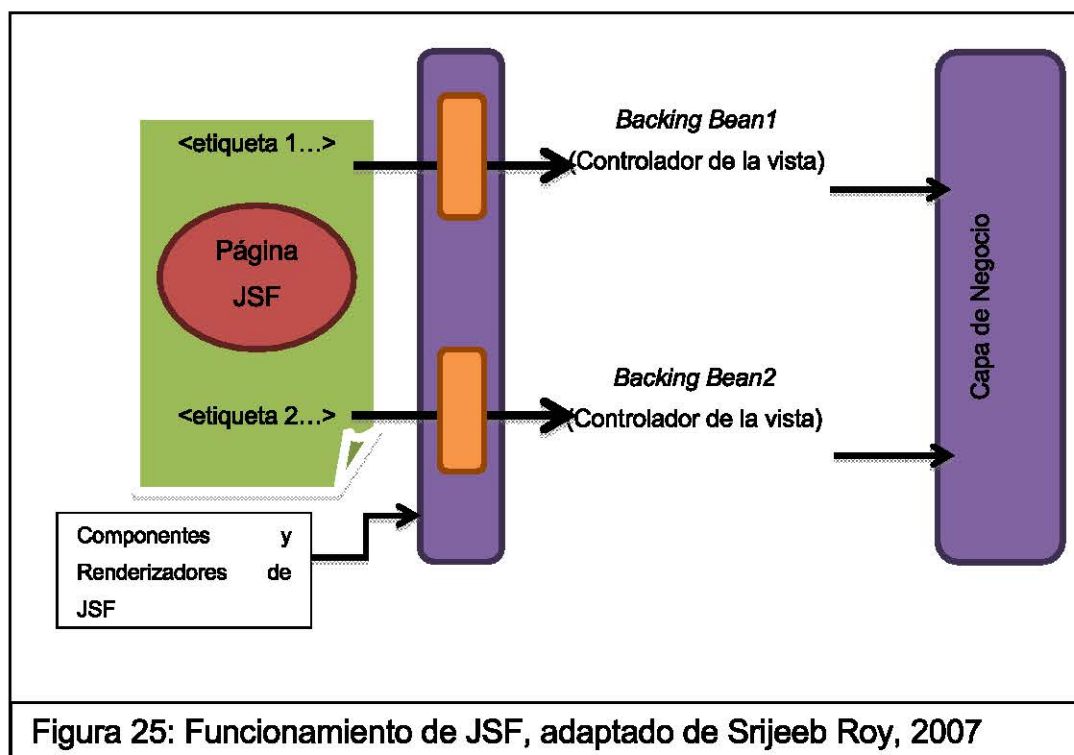 <etiqueta 1...>
Página
JSF
<etiqueta 2...>
Backing Bean1
(Controlador de la vista)
Backing Bean2
(Controlador de la vista)
Capa de Negocio
Componentes y
Renderizadores de
JSF
Figura 25: Funcionamiento de JSF, adaptado de Srijeeb Roy, 2007